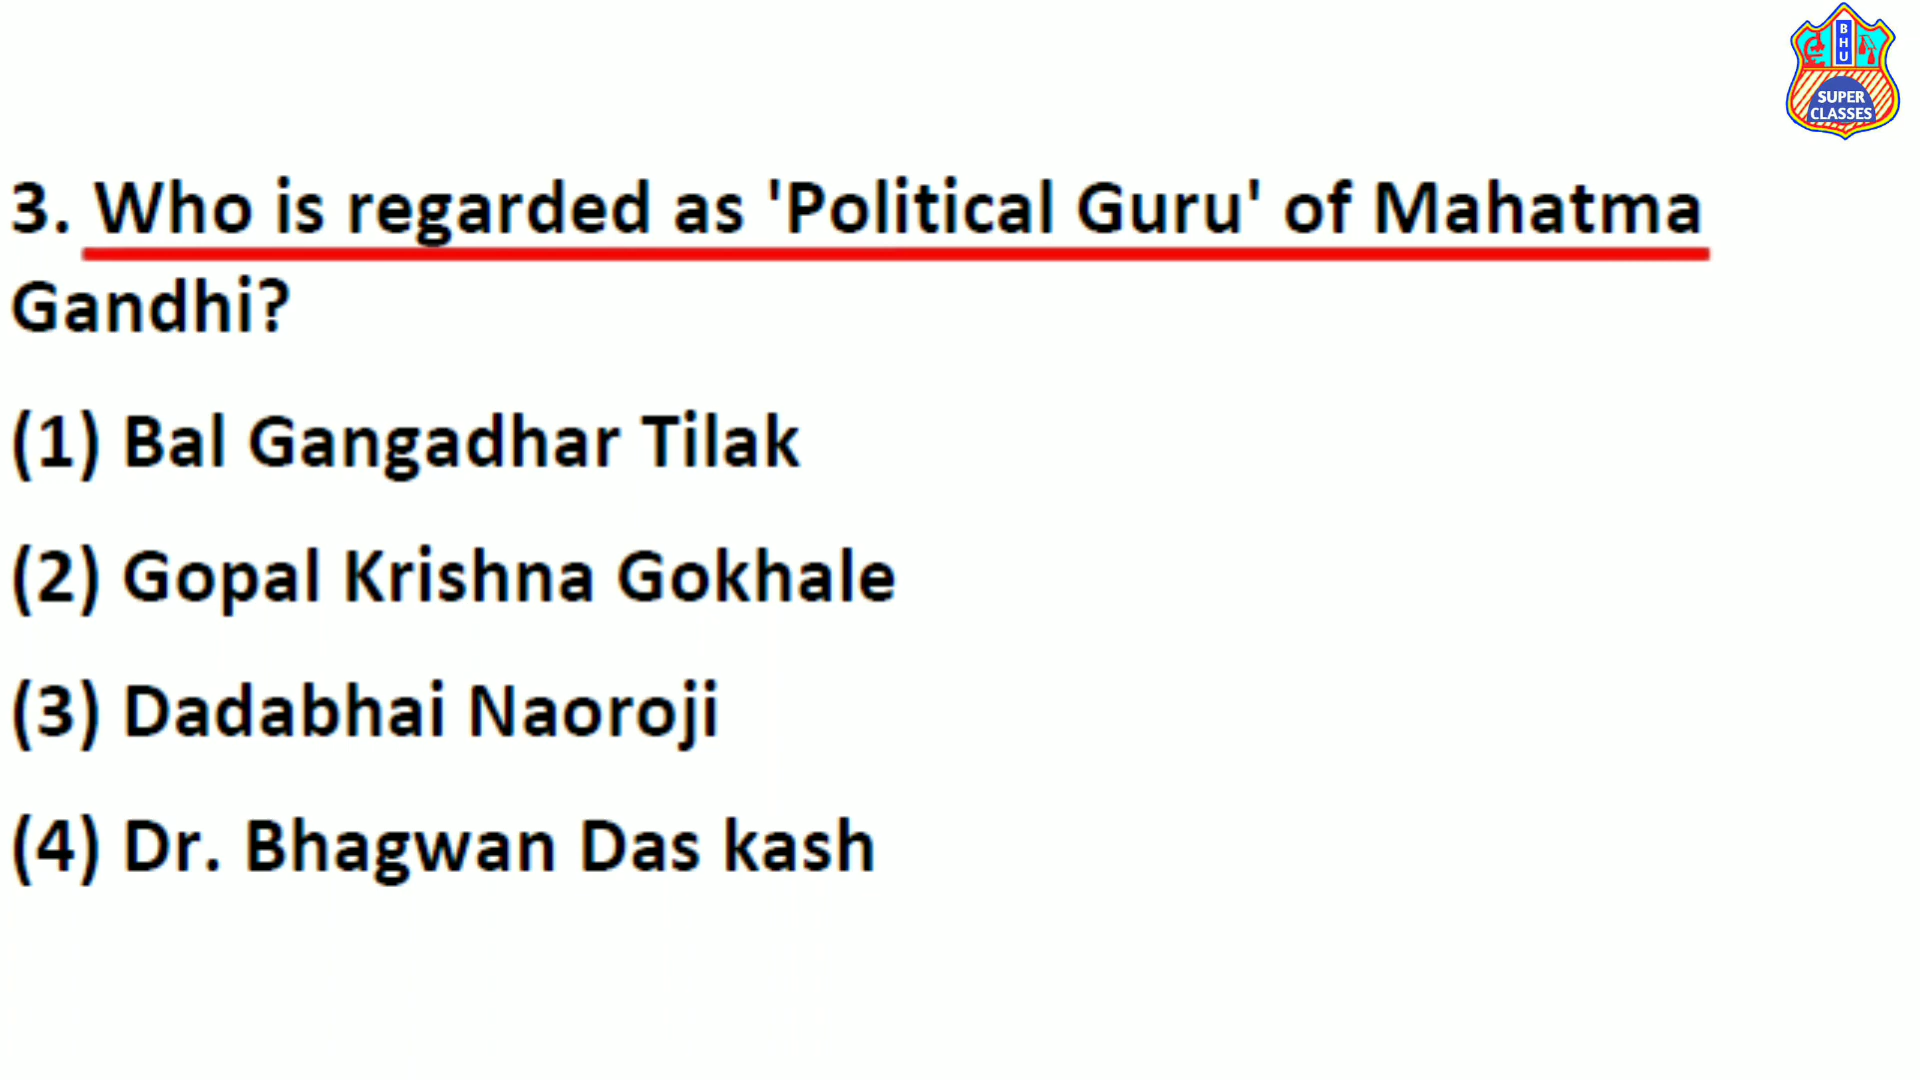 BHU
SUPER
CLASSES
3. Who is regarded as 'Political Guru' of Mahatma
Gandhi?
(1) Bal Gangadhar Tilak
(2) Gopal Krishna Gokhale
(3) Dadabhai Naoroji
(4) Dr. Bhagwan Das kash